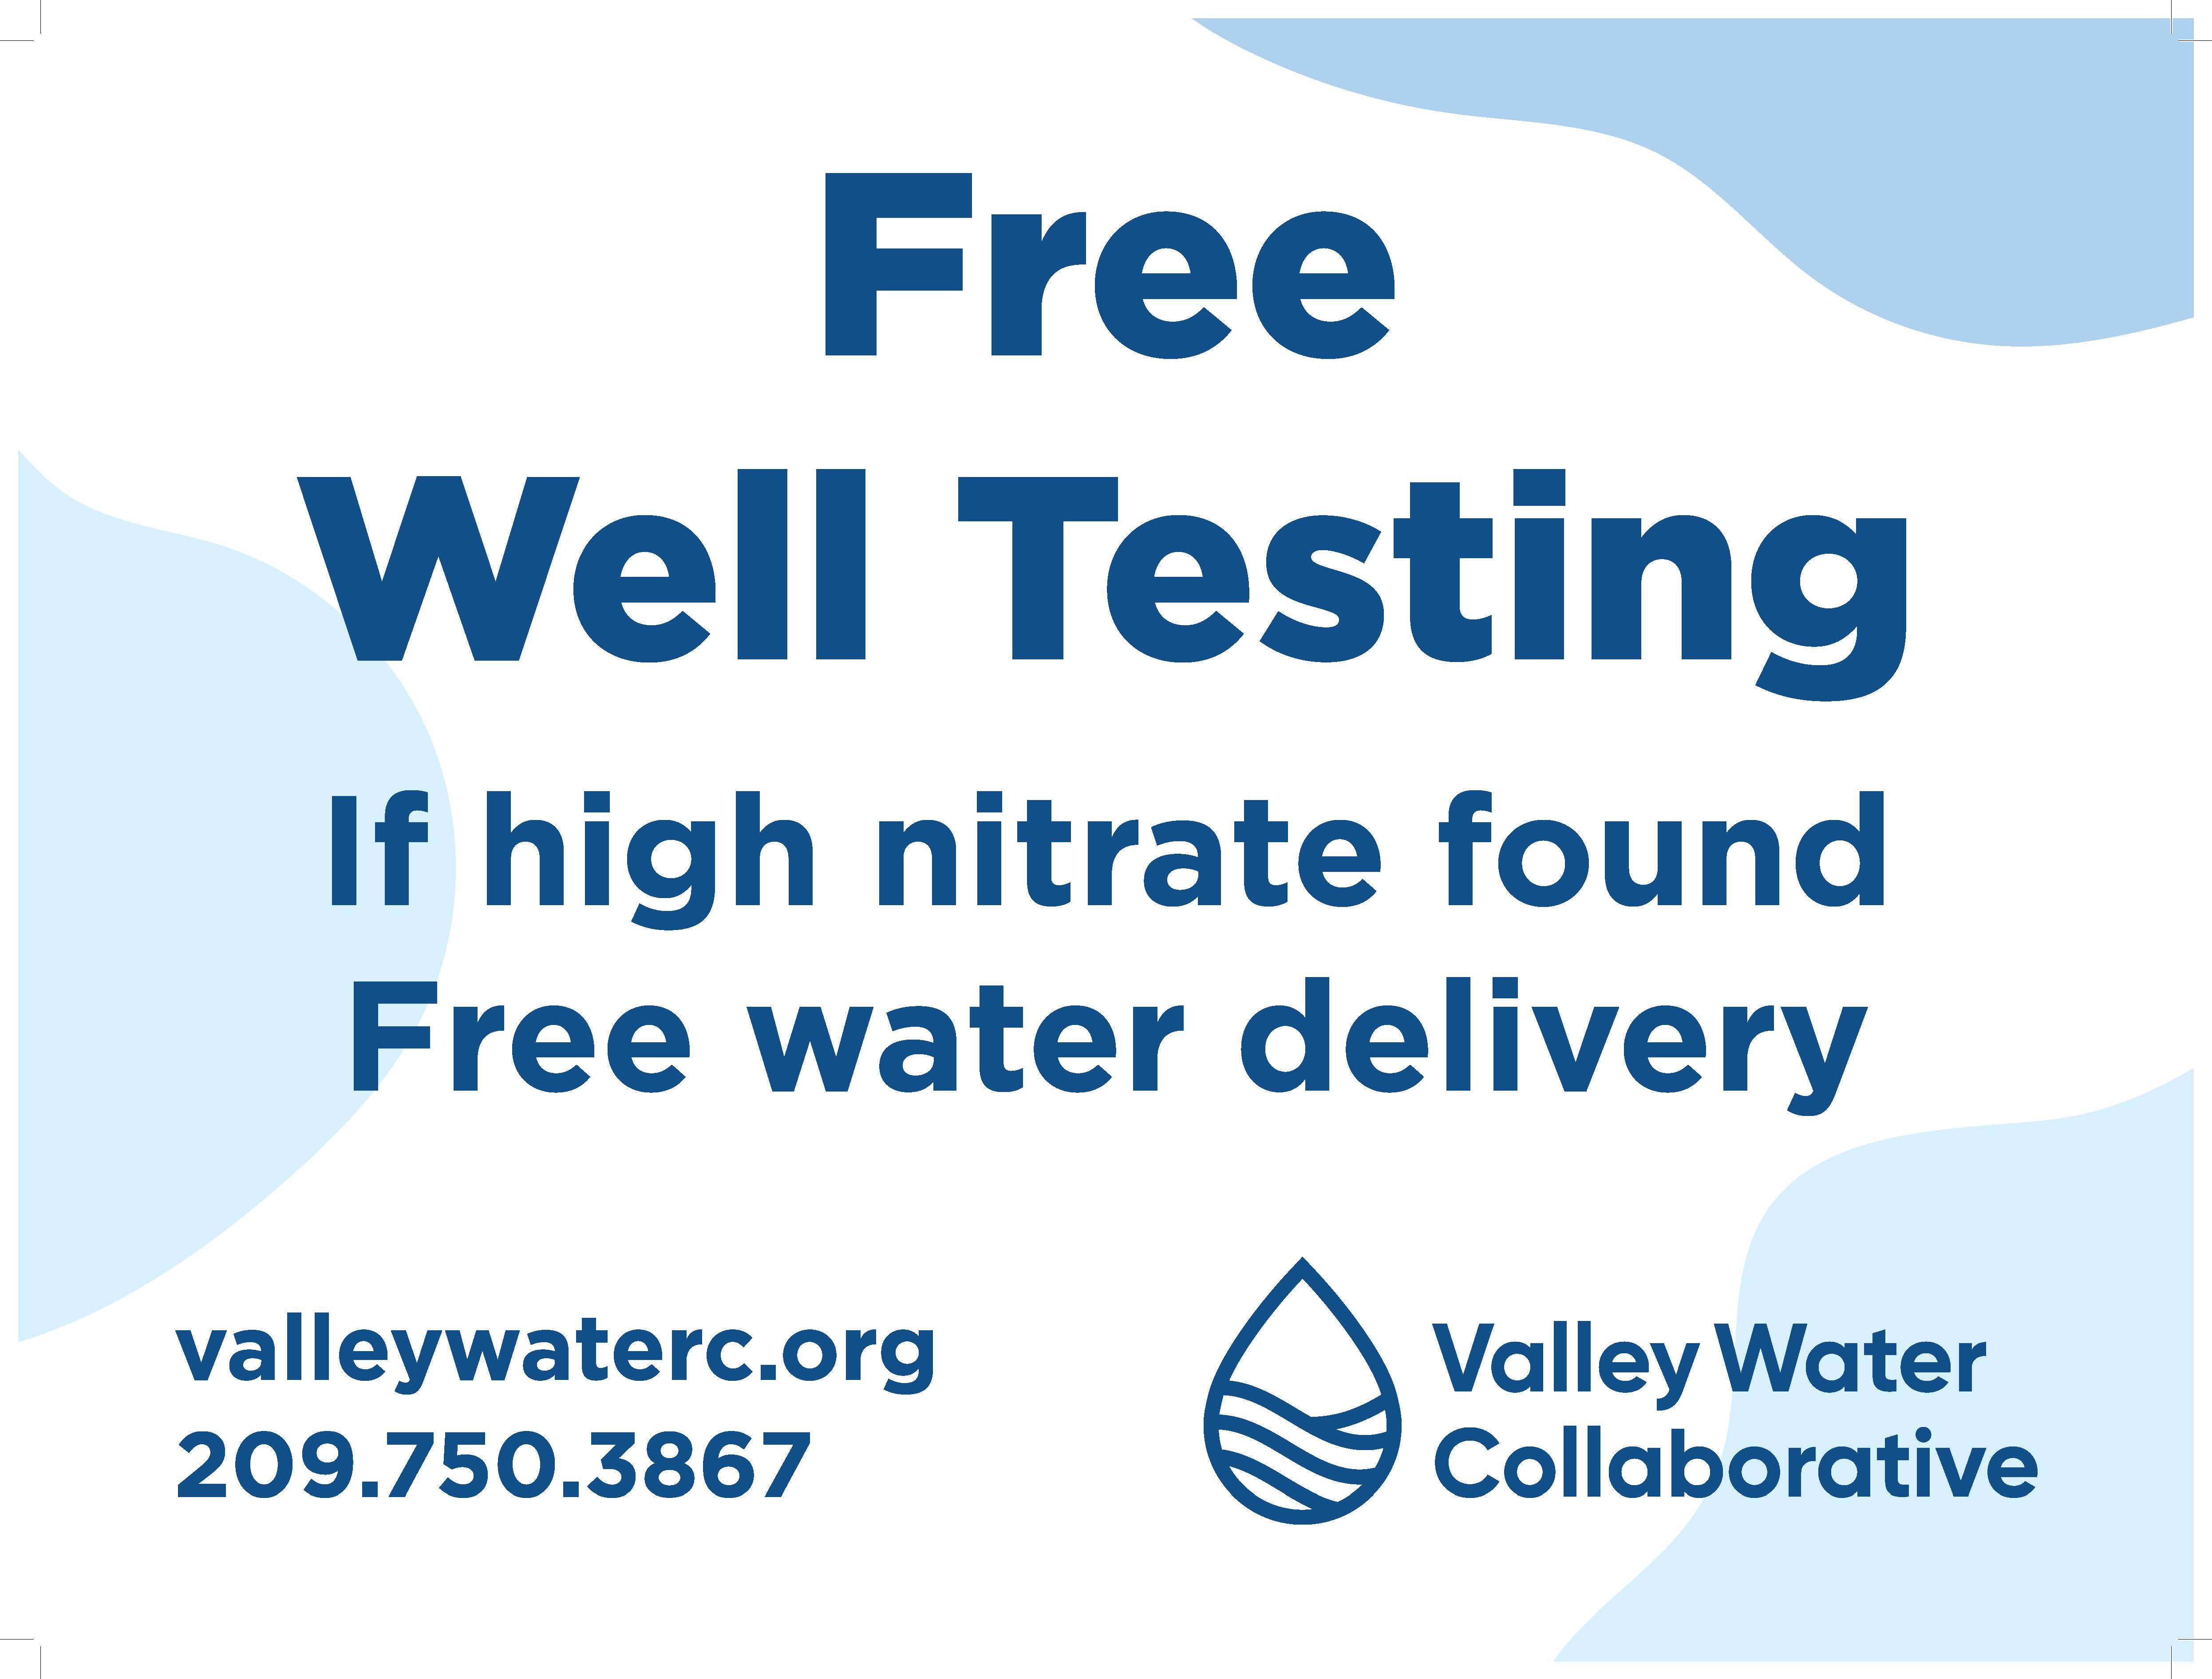 Free
Well Testing
If high nitrate found
Free water delivery
valleywaterc.org
209.750.3867
Valley Water
Collaborative